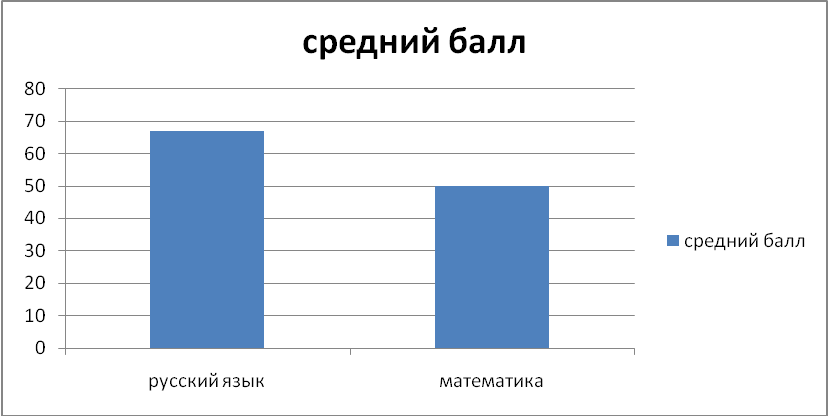 средний балл
80
70
60
50
40
30
20
10
0
русский язык
математика
средний балл